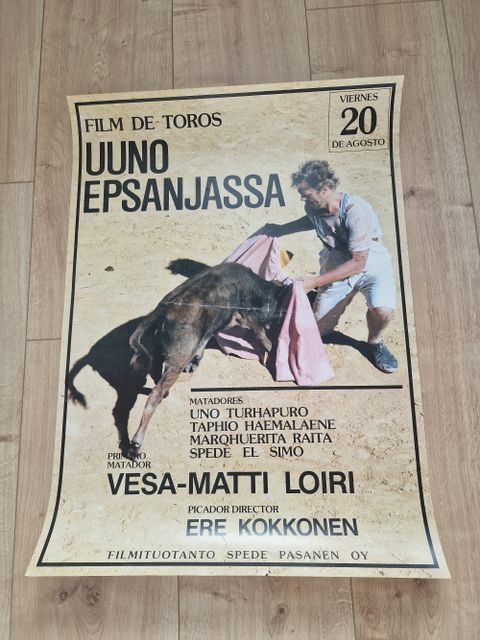 FILM DE TOROS
VIERNES
20
DE AGOSTO
UUNO
EPSANJASSA
MATADORES
UNO TURHAPURO
TAPHIO HAEMALAENE
MARQHUERITA RAITA
SPEDE EL SIMO
PRIMERO
MATADOR
VESA-MATTI LOIRI
PICADOR DIRECTOR
ERE KOKKONEN
FILMITUOTANTO SPEDE PASANEN OY